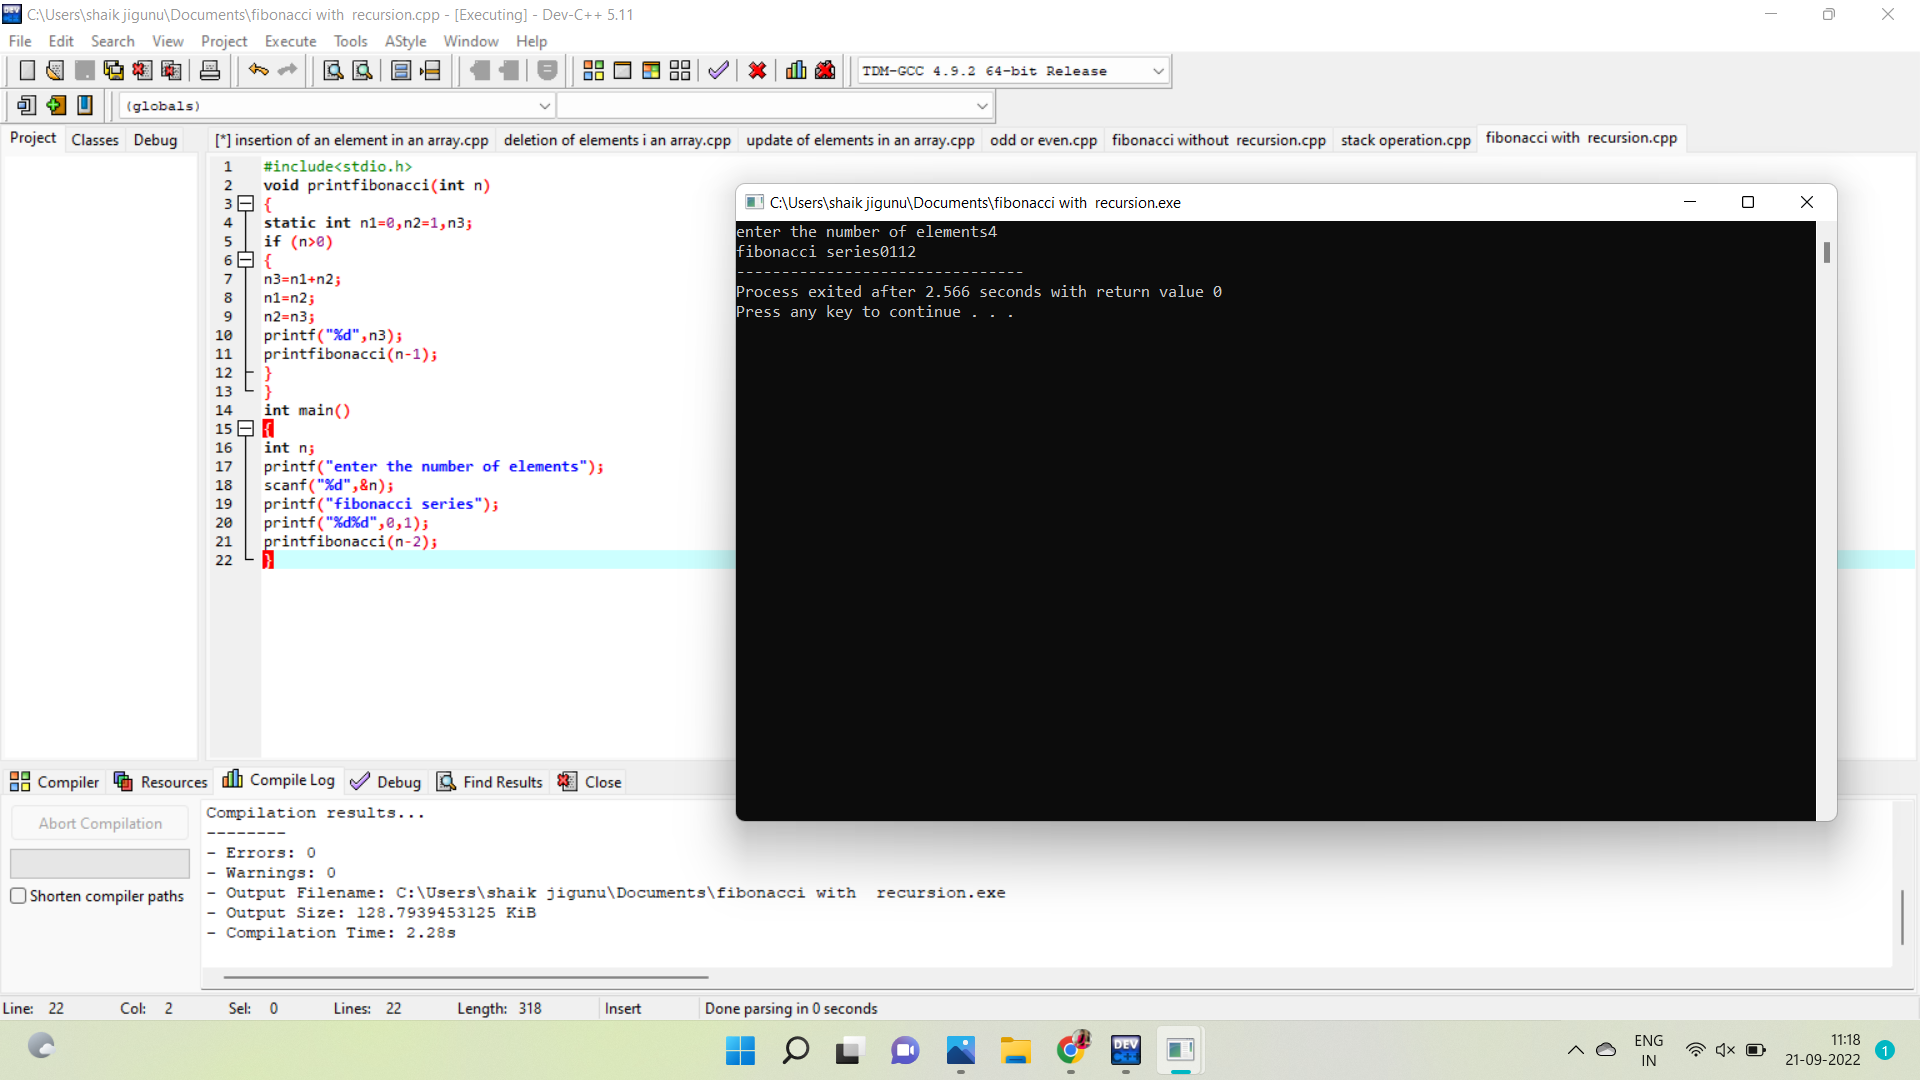 C:\Users\shaik jigunu\Documents\fibonacci with  recursion.cpp - [Executing] - Dev-C++ 5.11
File Edit Search View Project Execute Tools AStyle Window Help
TDM-GCC 4.9.2 64-bit Release
(globals)
Project Classes Debug
[*] insertion of an element in an array.cpp deletion of elements i an array.cpp update of elements in an array.cpp odd or even.cpp fibonacci without  recursion.cpp stack operation.cpp fibonacci with  recursion.cpp
1 #include<stdio.h>
2 void printfibonacci(int n)
3 {
4 static int n1=0,n2=1,n3;
5 if (n>0)
6 {
7 n3=n1+n2;
8 n1=n2;
9 n2=n3;
10 printf("%d",n3);
11 printfibonacci(n-1);
12 }
13 }
14 int main()
15 {
16 int n;
17 printf("enter the number of elements");
18 scanf("%d",&n);
19 printf("fibonacci series");
20 printf("%d%d",0,1);
21 printfibonacci(n-2);
22 }
C:\Users\shaik jigunu\Documents\fibonacci with  recursion.exe
enter the number of elements4
fibonacci series0112
--------------------------------
Process exited after 2.566 seconds with return value 0
Press any key to continue . . .
Compiler Resources Compile Log Debug Find Results Close
Abort Compilation
Shorten compiler paths
Compilation results...
--------
- Errors: 0
- Warnings: 0
- Output Filename: C:\Users\shaik jigunu\Documents\fibonacci with  recursion.exe
- Output Size: 128.7939453125 KiB
- Compilation Time: 2.28s
Line: 22 Col: 2 Sel: 0 Lines: 22 Length: 318 Insert Done parsing in 0 seconds
DEV
C++
ENG
IN
11:18
21-09-2022
1